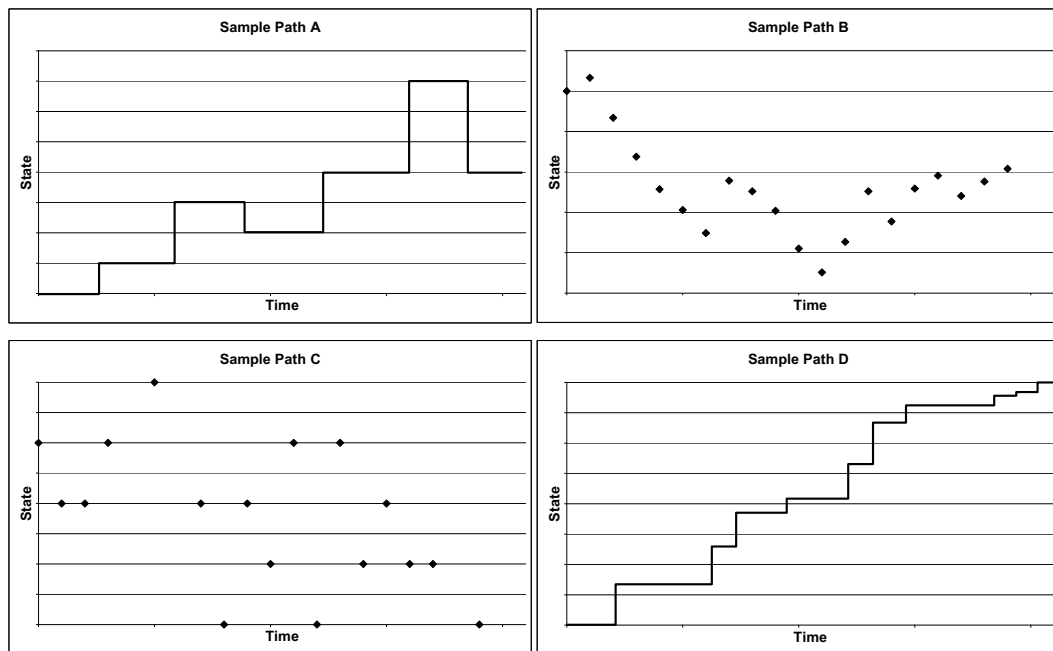 Sample Path A
State
Time
Sample Path B
State
Time
Sample Path C
State
Time
Sample Path D
State
Time